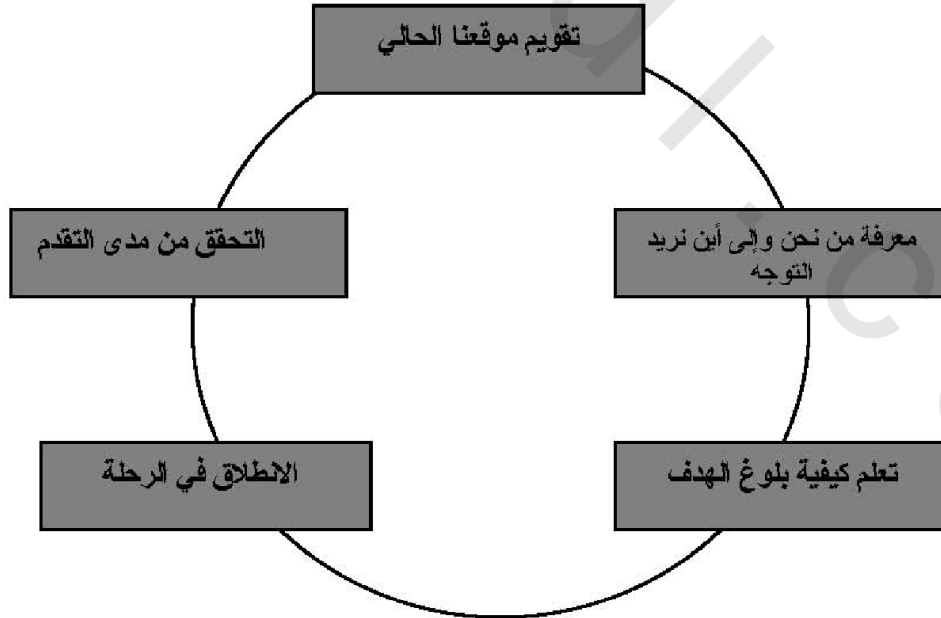 تقويم موقعنا الحالي
معرفة من نحن وإلى أين نريد
التوجه
التحقق من مدى التقدم
تعلم كيفية بلوغ الهدف
الانطلاق في الرحلة